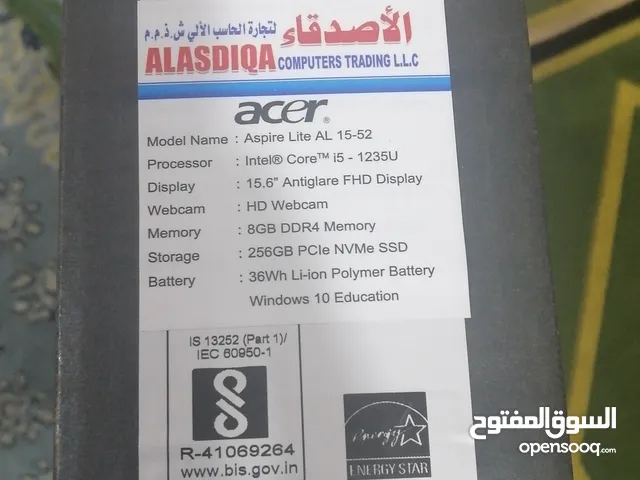 الأصدقاء لتجارة الحاسب الألي ش.ذ.م.م
ALASDIQA COMPUTERS TRADING L.L.C
acer®
Model Name : Aspire Lite AL 15-52
Processor : Intel® Core™ i5 - 1235U
Display : 15.6" Antiglare FHD Display
Webcam : HD Webcam
Memory : 8GB DDR4 Memory
Storage : 256GB PCIe NVMe SSD
Battery : 36Wh Li-ion Polymer Battery
Windows 10 Education
IS 13252 (Part 1)/
IEC 60950-1
R-41069264
www.bis.gov.in
energy
ENERGY STAR
السوق المفتوح
opensooq.com